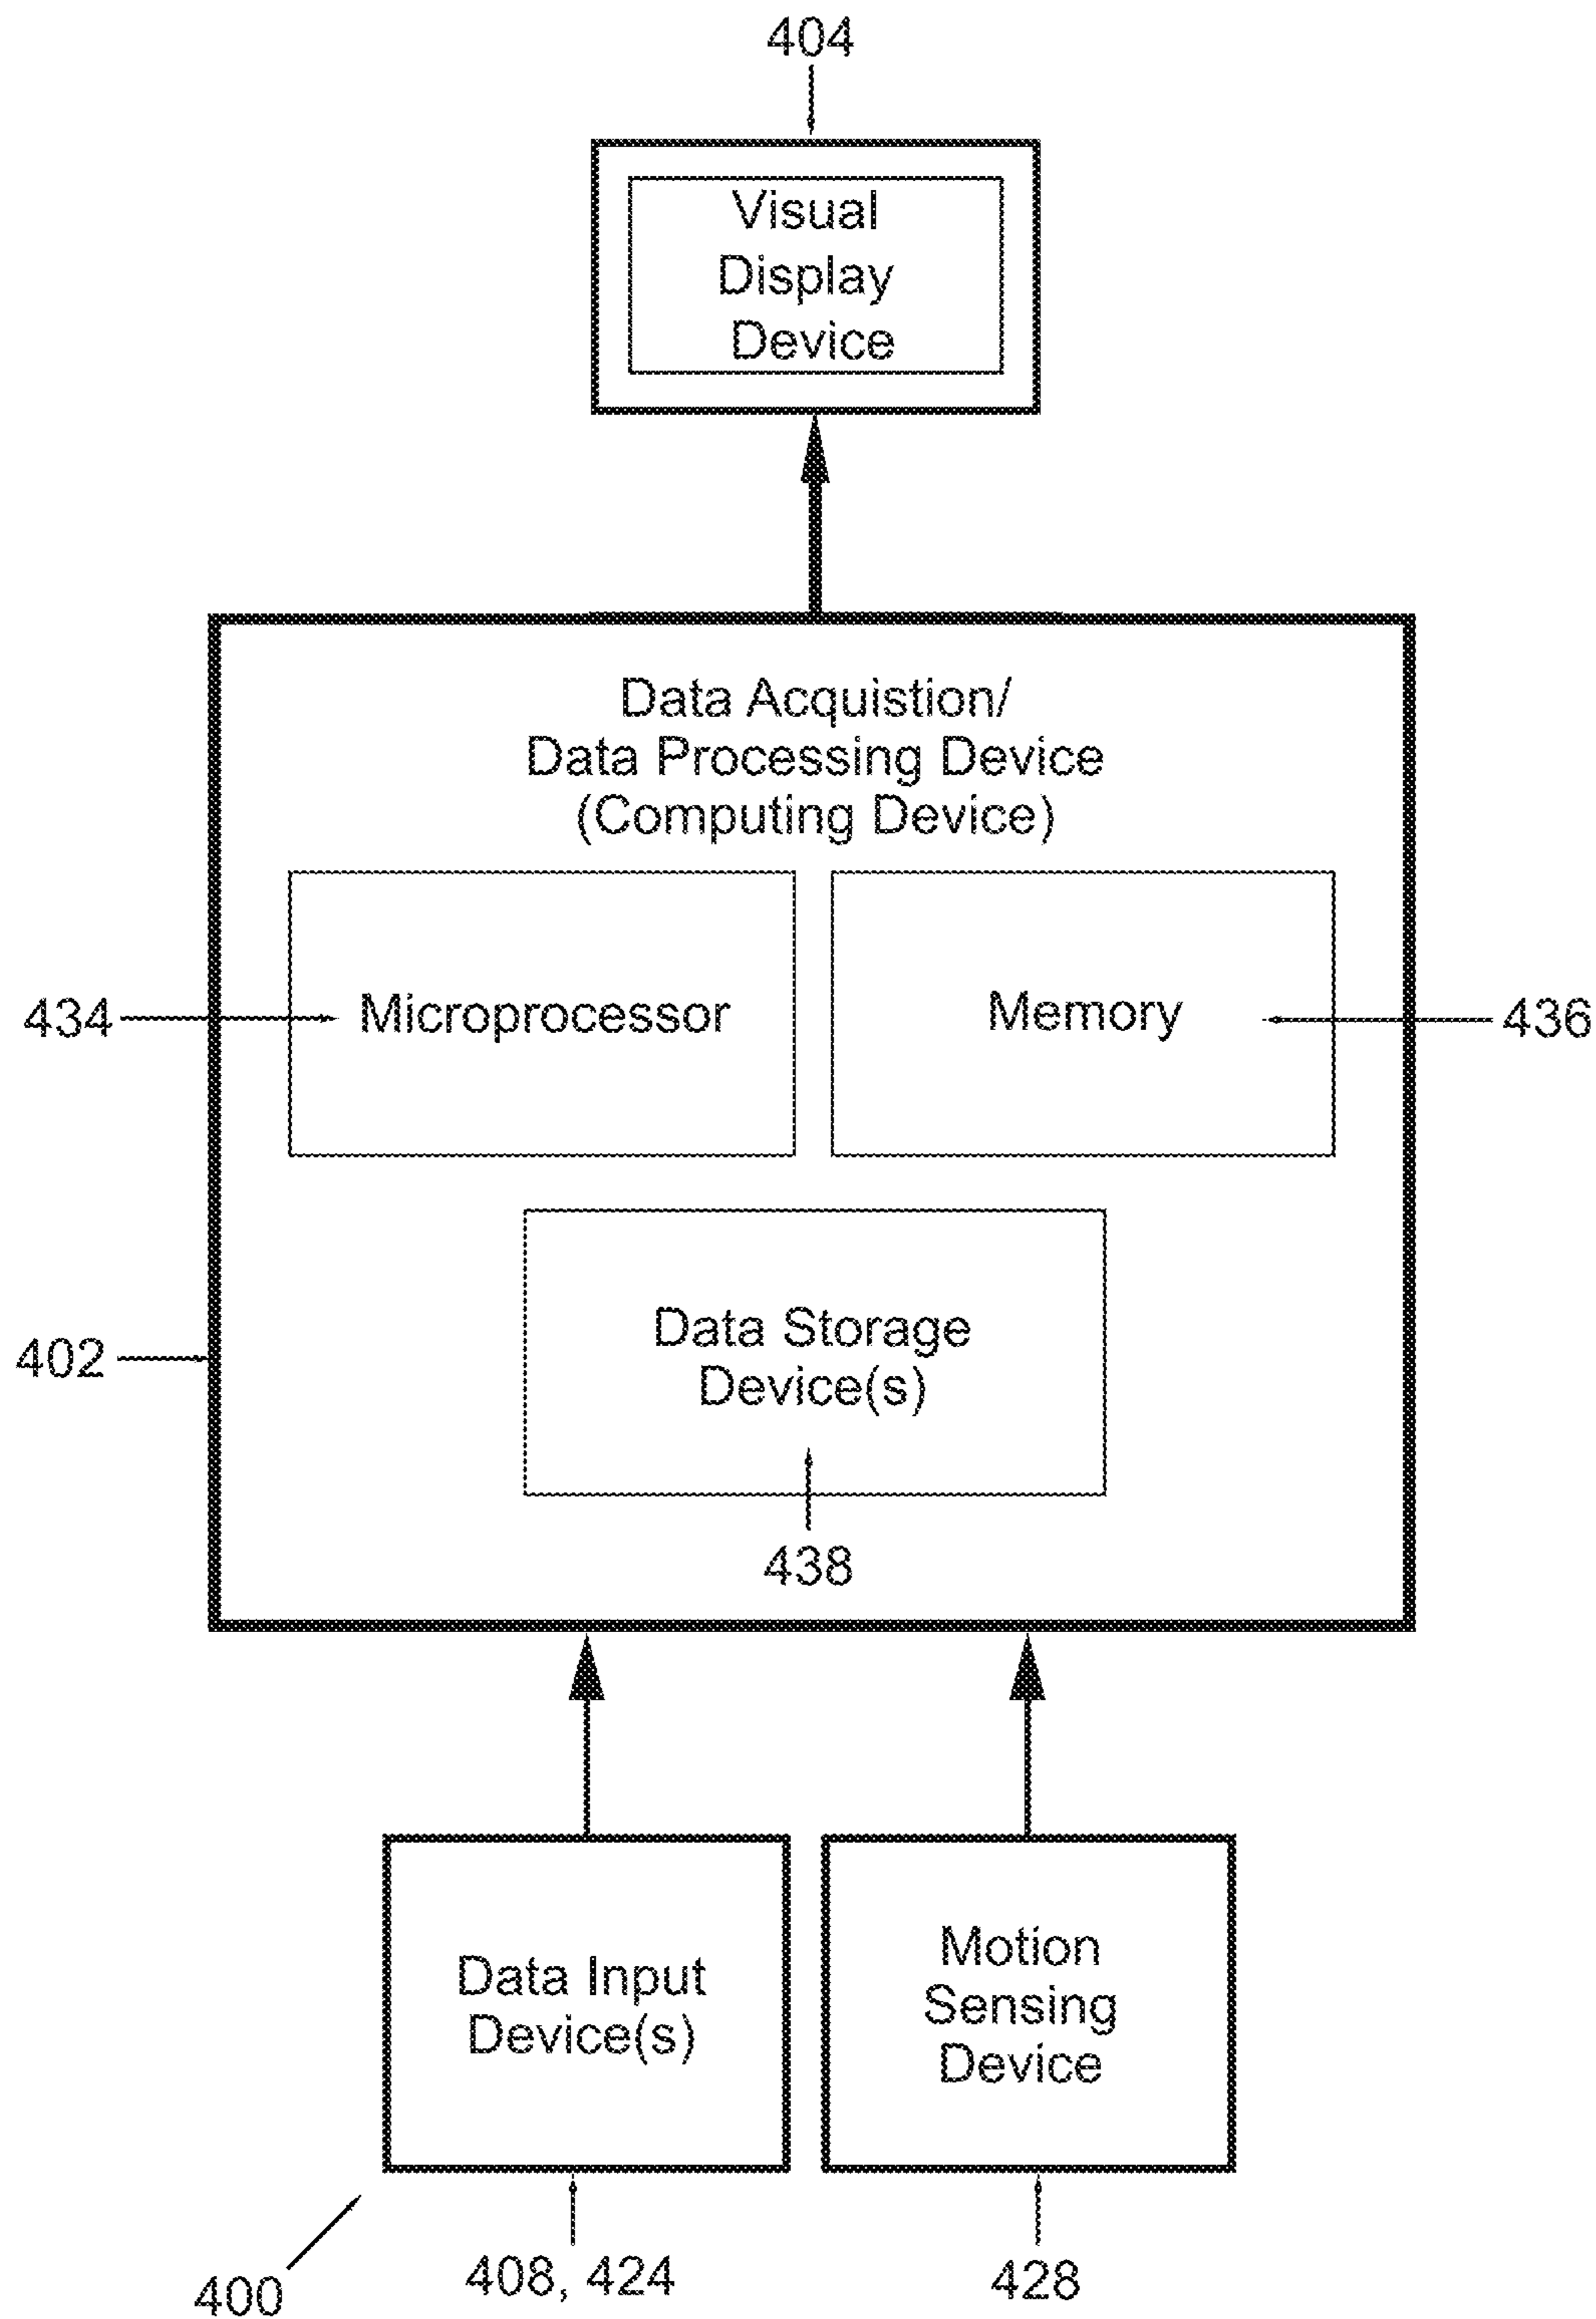 404
Visual
Display
Device
Data Acquistion/
Data Processing Device
(Computing Device)
434
Microprocessor
Memory
436
Data Storage
Device(s)
402
438
Data Input
Device(s)
Motion
Sensing
Device
400
408, 424
428